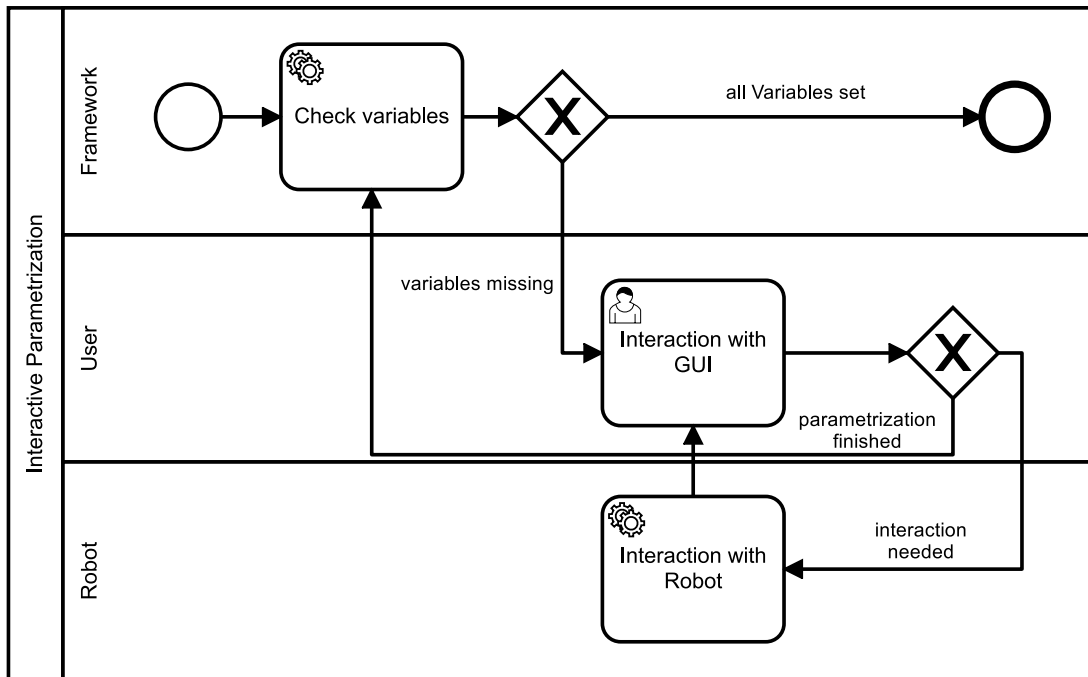 Interactive Parametrization
Framework
Check variables
X
all Variables set
User
variables missing
Interaction with
GUI
X
parametrization
finished
Robot
Interaction with
Robot
interaction
needed